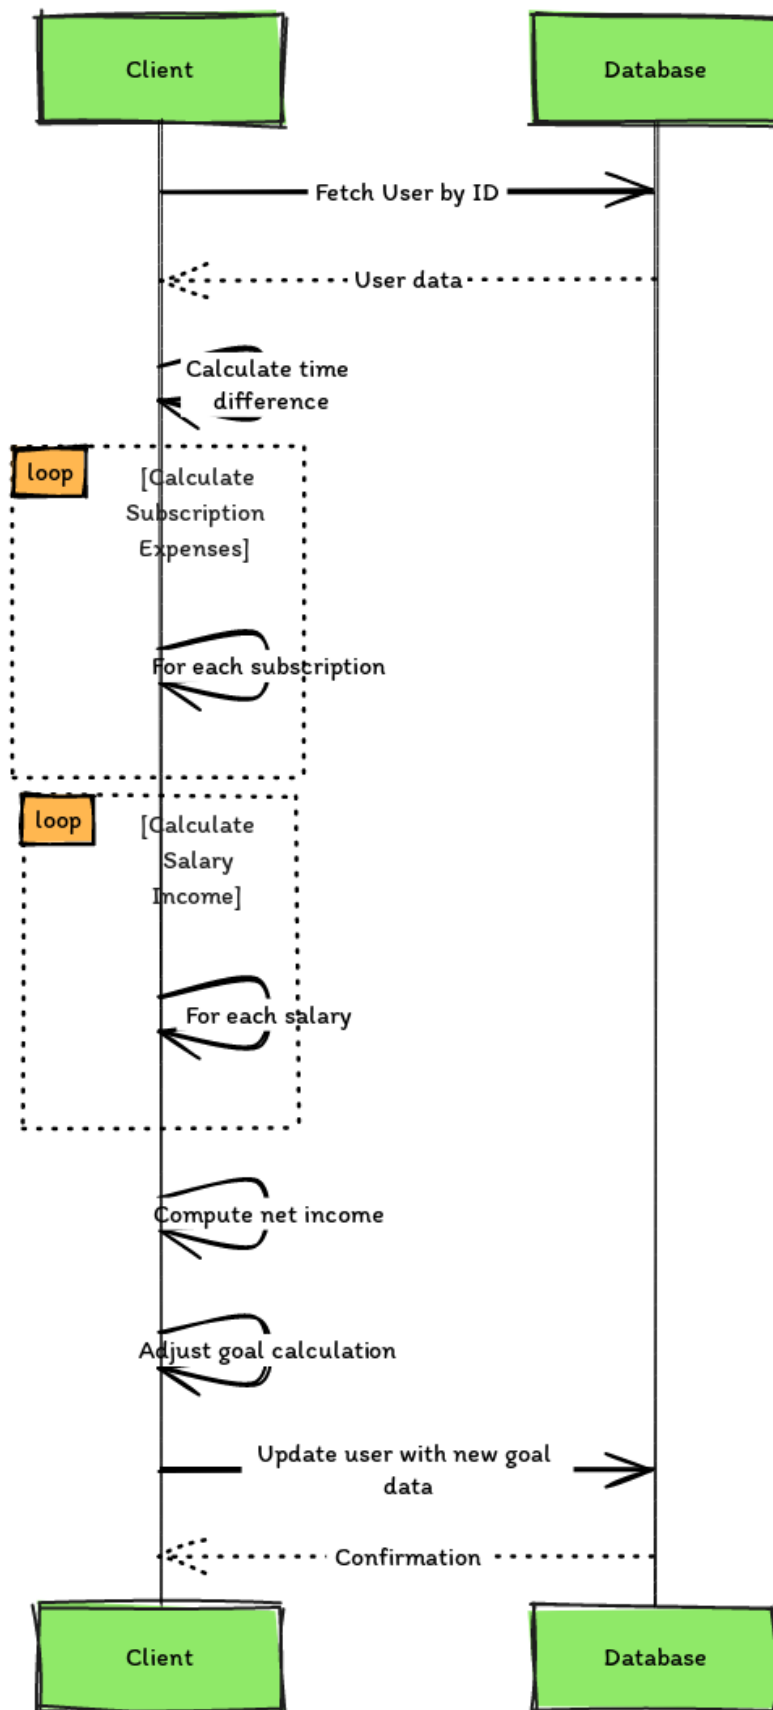 Client
Database
Fetch User by ID
User data
Calculate time
difference
loop
[Calculate
Subscription
Expenses]
For each subscription
loop
[Calculate
Salary
Income]
For each salary
Compute net income
Adjust goal calculation
Update user with new goal
data
Confirmation
Client
Database